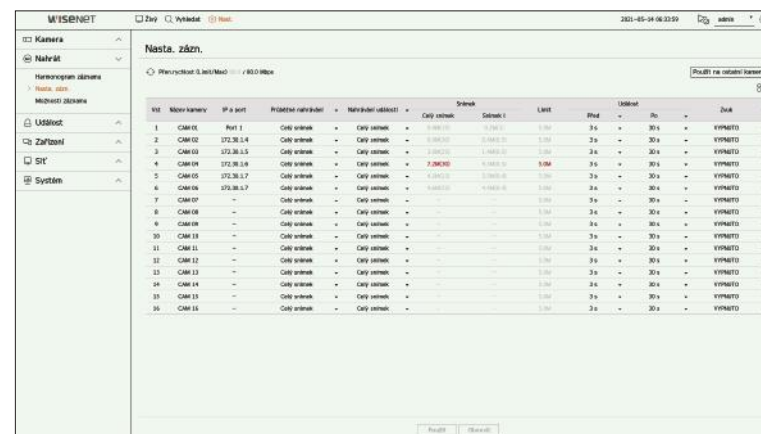 WISENET
Živý Vyhledat Nast.
2021-05-14 06:33:59 admin
Kamera
Nahrát
Harmonogram záznamu
> Nasta. zázn.
Možnosti záznamu
Událost
Zařízení
Síť
Systém
Nasta. zázn.
/ 80.0 Mbps
Použít na ostatní kamery
Vrt Název kamery IP a port Průběžné nahrávání Nahrávání události Snímek Limit Událost Zvuk
Celý snímek Snímek I Před Po
1 CAM 01 Port 1 Celý snímek Celý snímek 3 s 30 s VYPNUTO
2 CAM 02 172.30.1.4 Celý snímek Celý snímek 3 s 30 s VYPNUTO
3 CAM 03 172.30.1.5 Celý snímek Celý snímek 3 s 30 s VYPNUTO
4 CAM 04 172.30.1.6 Celý snímek Celý snímek 5.0M 3 s 30 s VYPNUTO
5 CAM 05 172.30.1.7 Celý snímek Celý snímek 3 s 30 s VYPNUTO
6 CAM 06 172.30.1.7 Celý snímek Celý snímek 3 s 30 s VYPNUTO
7 CAM 07 - Celý snímek Celý snímek 3 s 30 s VYPNUTO
8 CAM 08 - Celý snímek Celý snímek 3 s 30 s VYPNUTO
9 CAM 09 - Celý snímek Celý snímek 3 s 30 s VYPNUTO
10 CAM 10 - Celý snímek Celý snímek 3 s 30 s VYPNUTO
11 CAM 11 - Celý snímek Celý snímek 3 s 30 s VYPNUTO
12 CAM 12 - Celý snímek Celý snímek 3 s 30 s VYPNUTO
13 CAM 13 - Celý snímek Celý snímek 3 s 30 s VYPNUTO
14 CAM 14 - Celý snímek Celý snímek 3 s 30 s VYPNUTO
15 CAM 15 - Celý snímek Celý snímek 3 s 30 s VYPNUTO
16 CAM 16 - Celý snímek Celý snímek 3 s 30 s VYPNUTO
Použít Obnovit